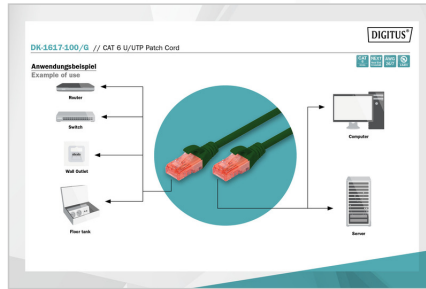 DIGITUS®
DK-1617-100/G // CAT 6 U/UTP Patch Cord
Anwendungsbeispiel
Example of use
CAT
Router
Switch
Wall Outlet
Floor tank
Computer
Server